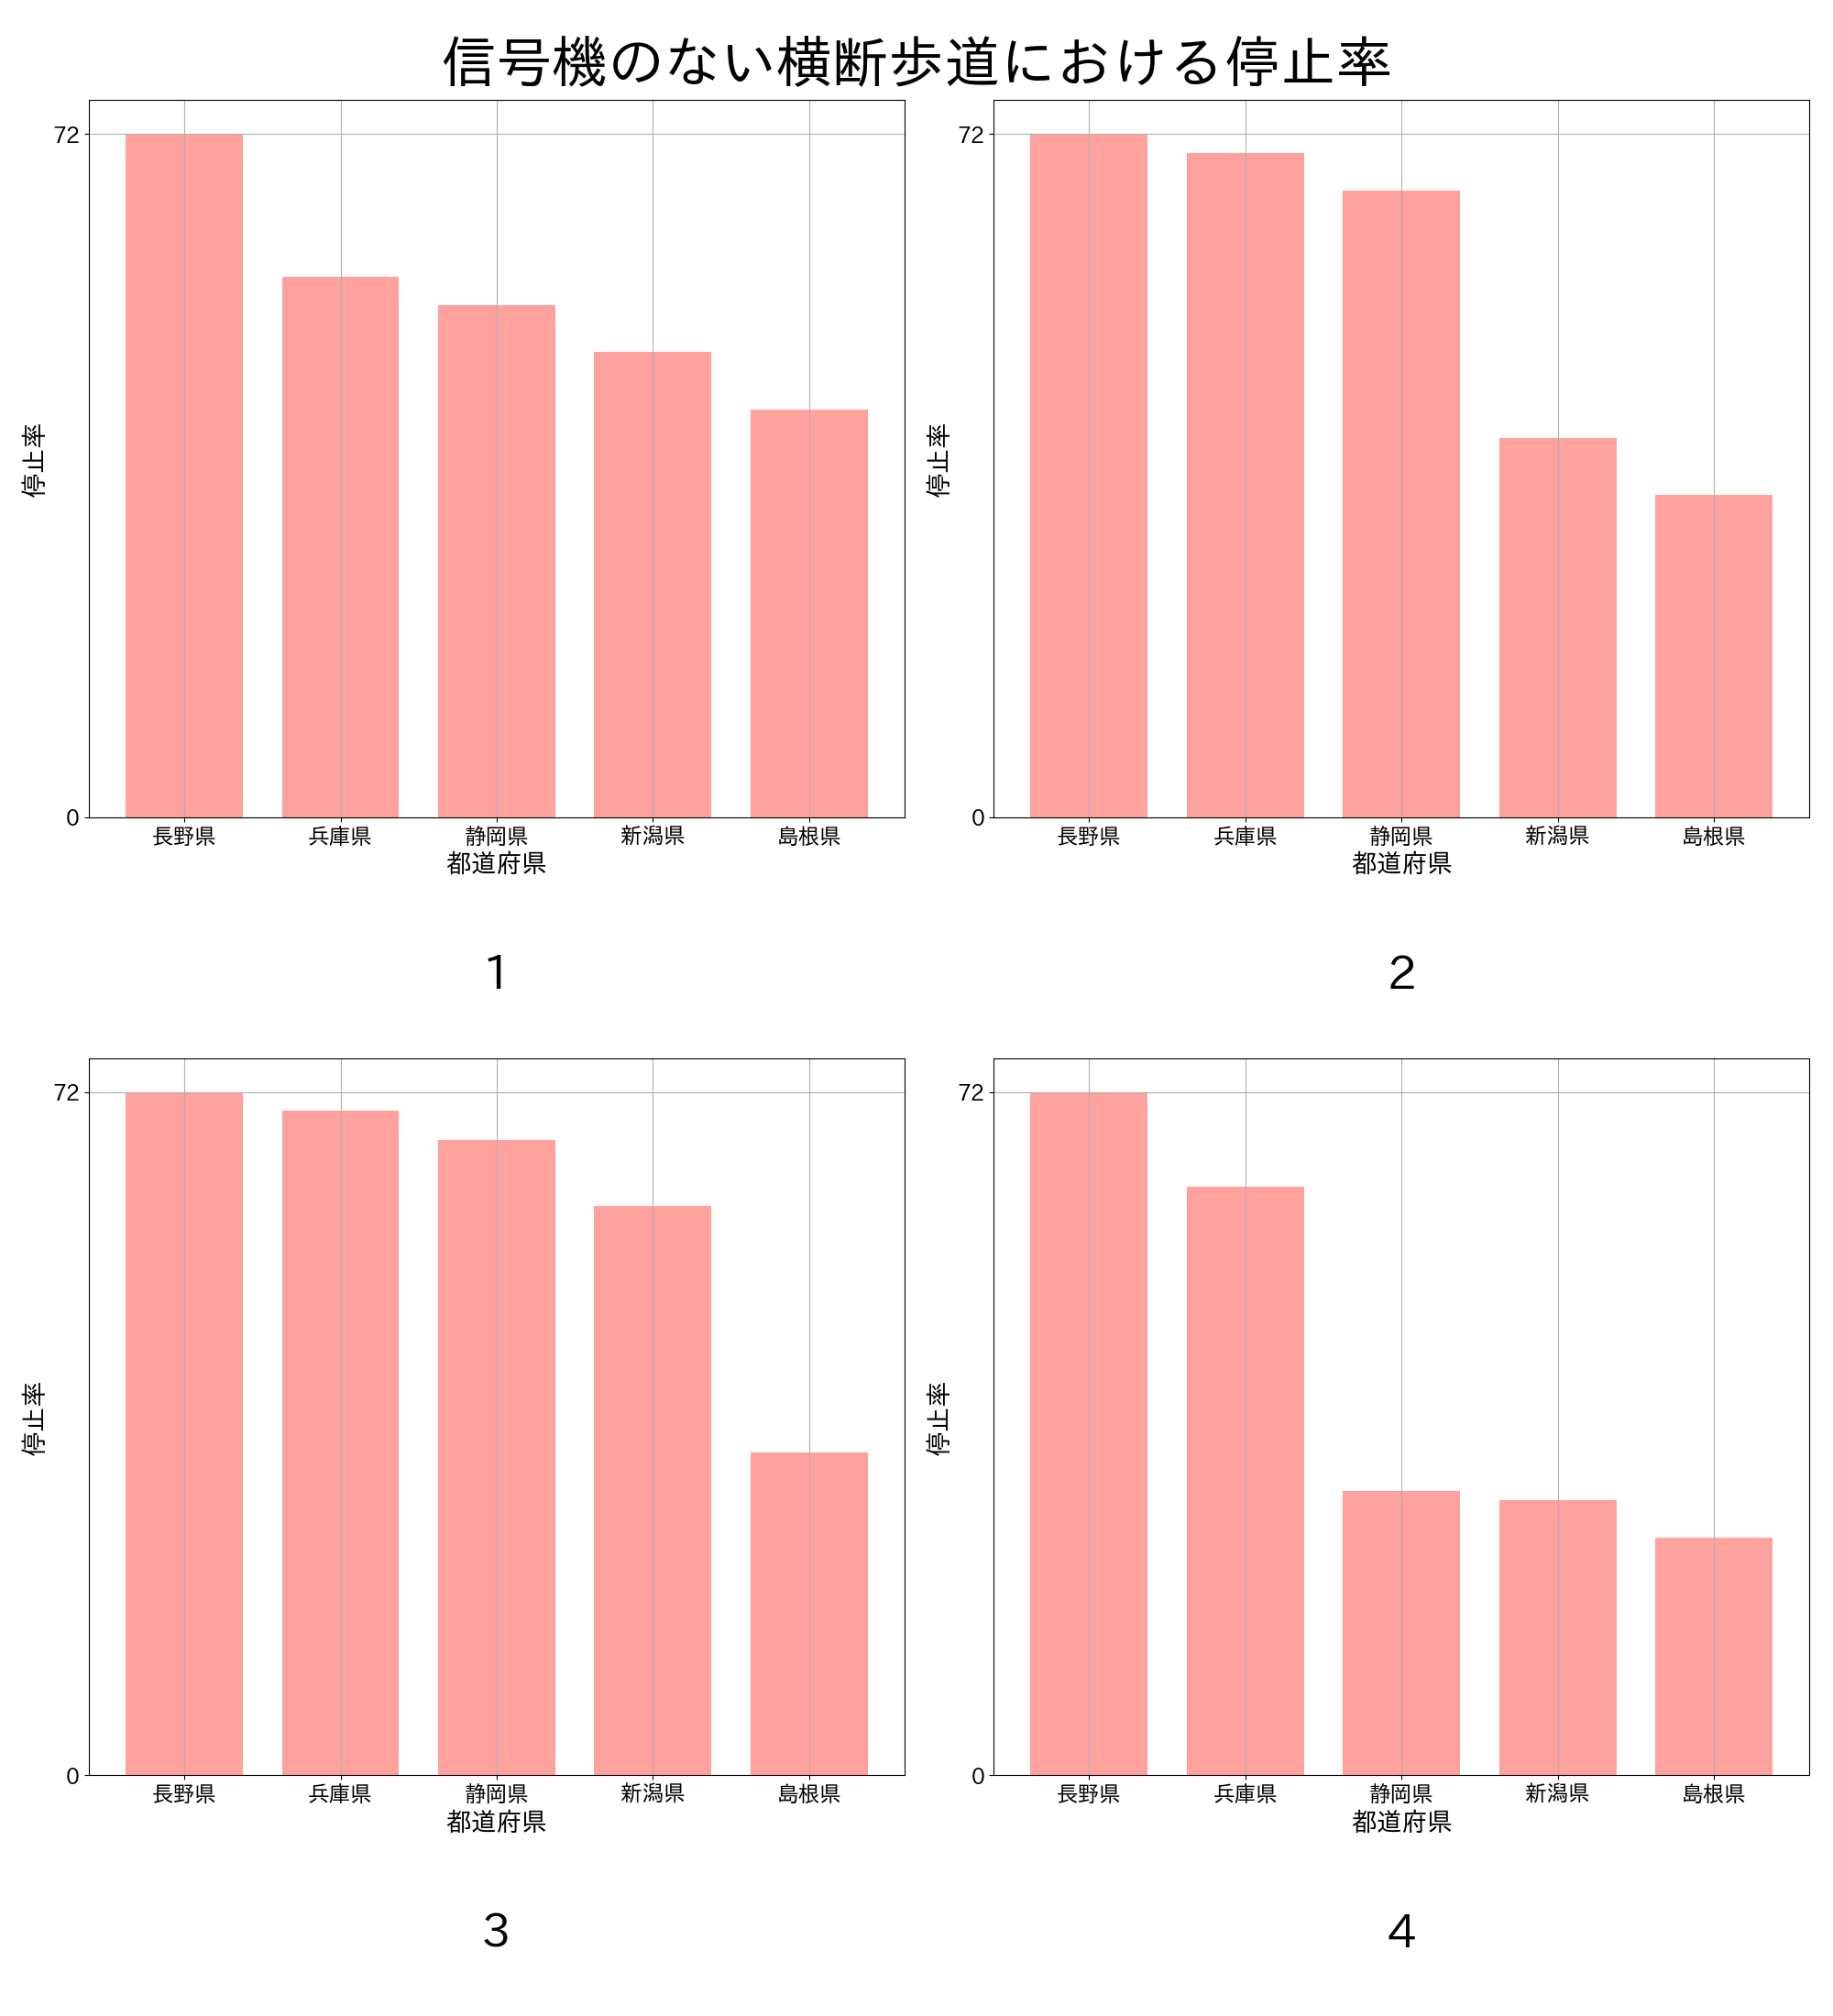 信号機のない横断歩道における停止率
72
0
停止率
長野県 兵庫県 静岡県 新潟県 島根県
都道府県
1
72
0
停止率
長野県 兵庫県 静岡県 新潟県 島根県
都道府県
2
72
0
停止率
長野県 兵庫県 静岡県 新潟県 島根県
都道府県
3
72
0
停止率
長野県 兵庫県 静岡県 新潟県 島根県
都道府県
4